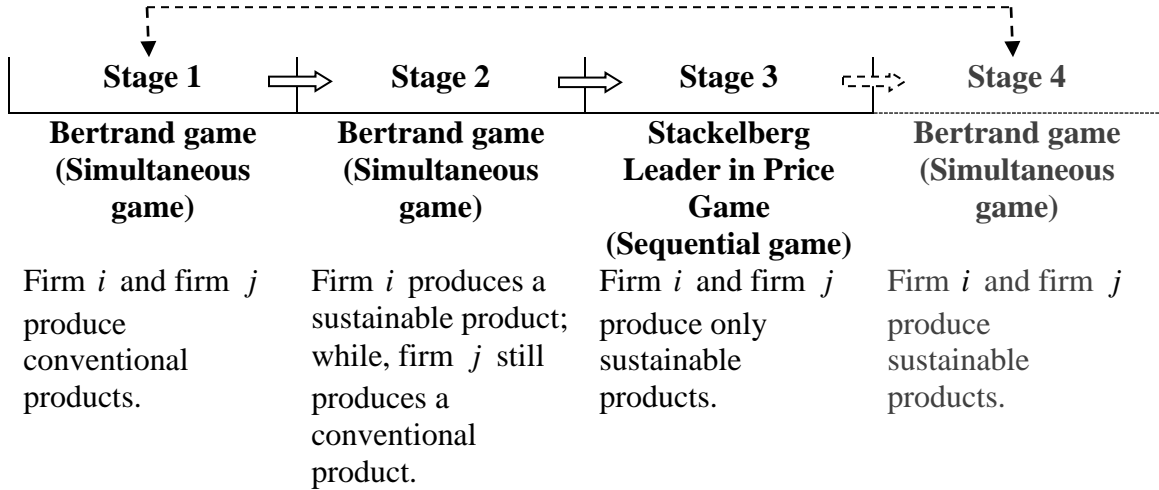 Stage 1
Bertrand game
(Simultaneous
game)
Firm i and firm j
produce
conventional
products.
Stage 2
Bertrand game
(Simultaneous
game)
Firm i produces a
sustainable product;
while, firm j still
produces a
conventional
product.
Stage 3
Stackelberg
Leader in Price
Game
(Sequential game)
Firm i and firm j
produce only
sustainable
products.
Stage 4
Bertrand game
(Simultaneous
game)
Firm i and firm j
produce
sustainable
products.